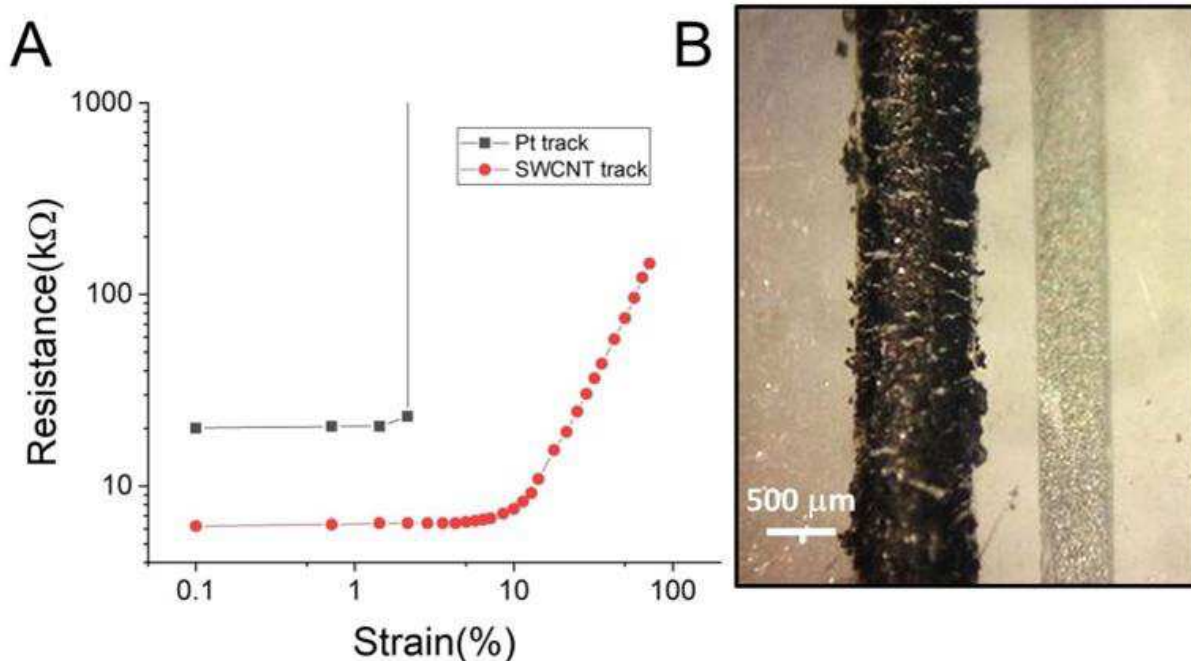 A
B
1000
100
10
Resistance(kΩ)
Pt track
SWCNT track
0.1
1
10
100
Strain(%)
500 μm